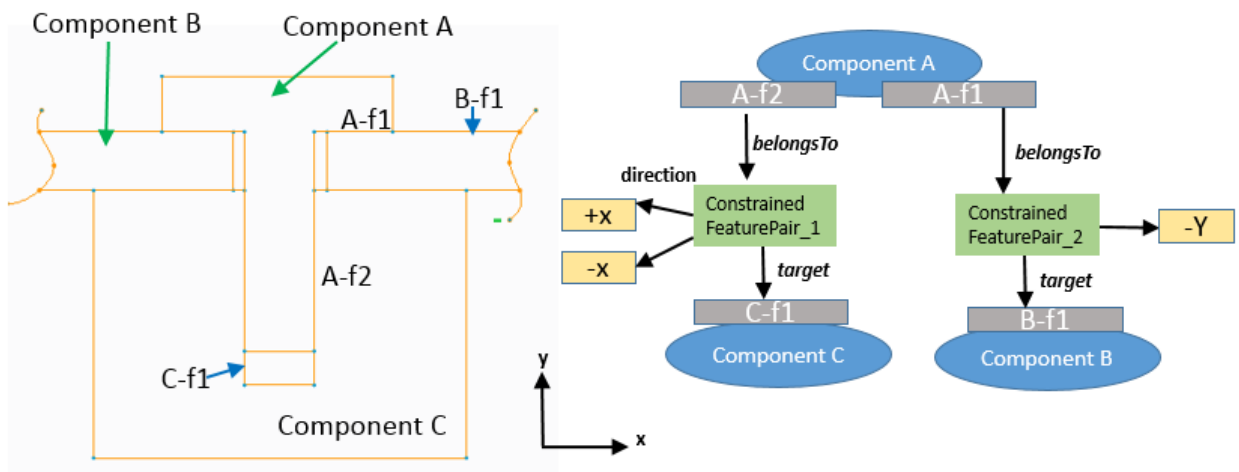 Component B
Component A
A-f1
B-f1
A-f2
C-f1
Component C
y
x
Component A
A-f2
A-f1
belongsTo
belongsTo
direction
+x
-x
Constrained
FeaturePair_1
Constrained
FeaturePair_2
-Y
target
target
C-f1
B-f1
Component C
Component B